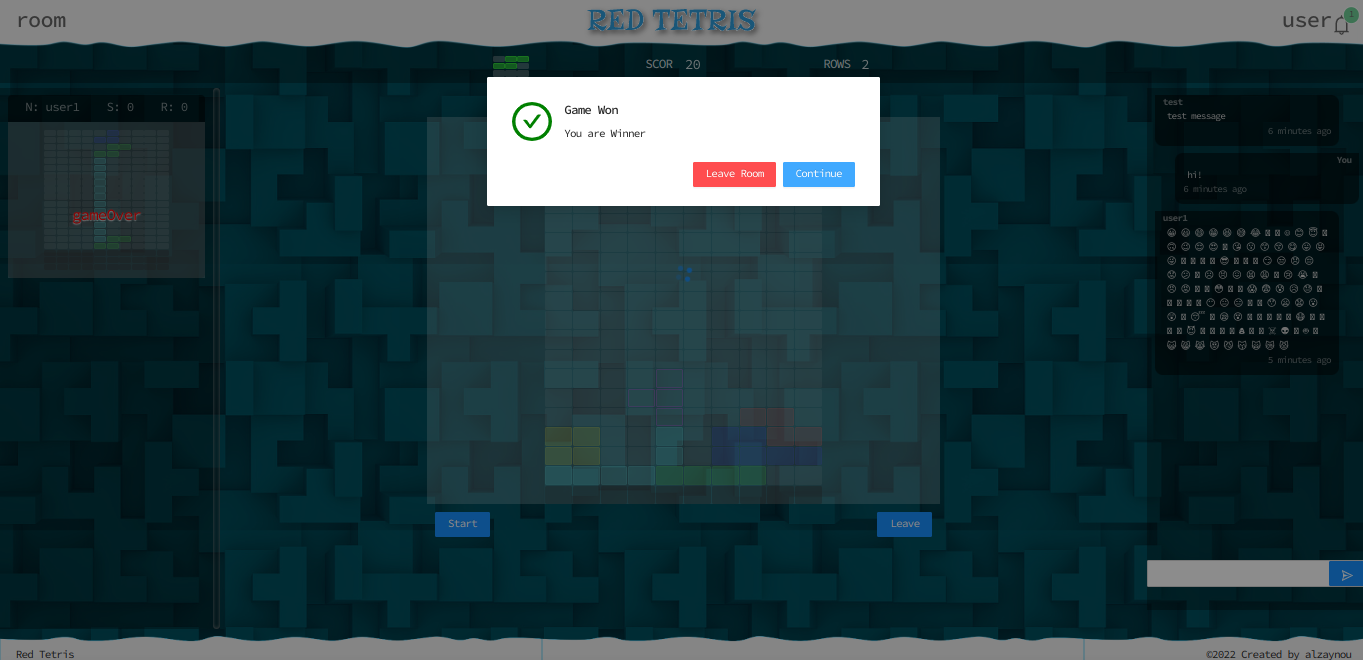 room
RED TETRIS
user
1
SCOR 20
ROWS 2
N: user1 S: 0 R: 0
gameOver
Game Won
You are Winner
Leave Room
Continue
test
test message
6 minutes ago
You
hi!
6 minutes ago
user1
5 minutes ago
Start
Leave
Red Tetris
©2022 Created by alzaynou